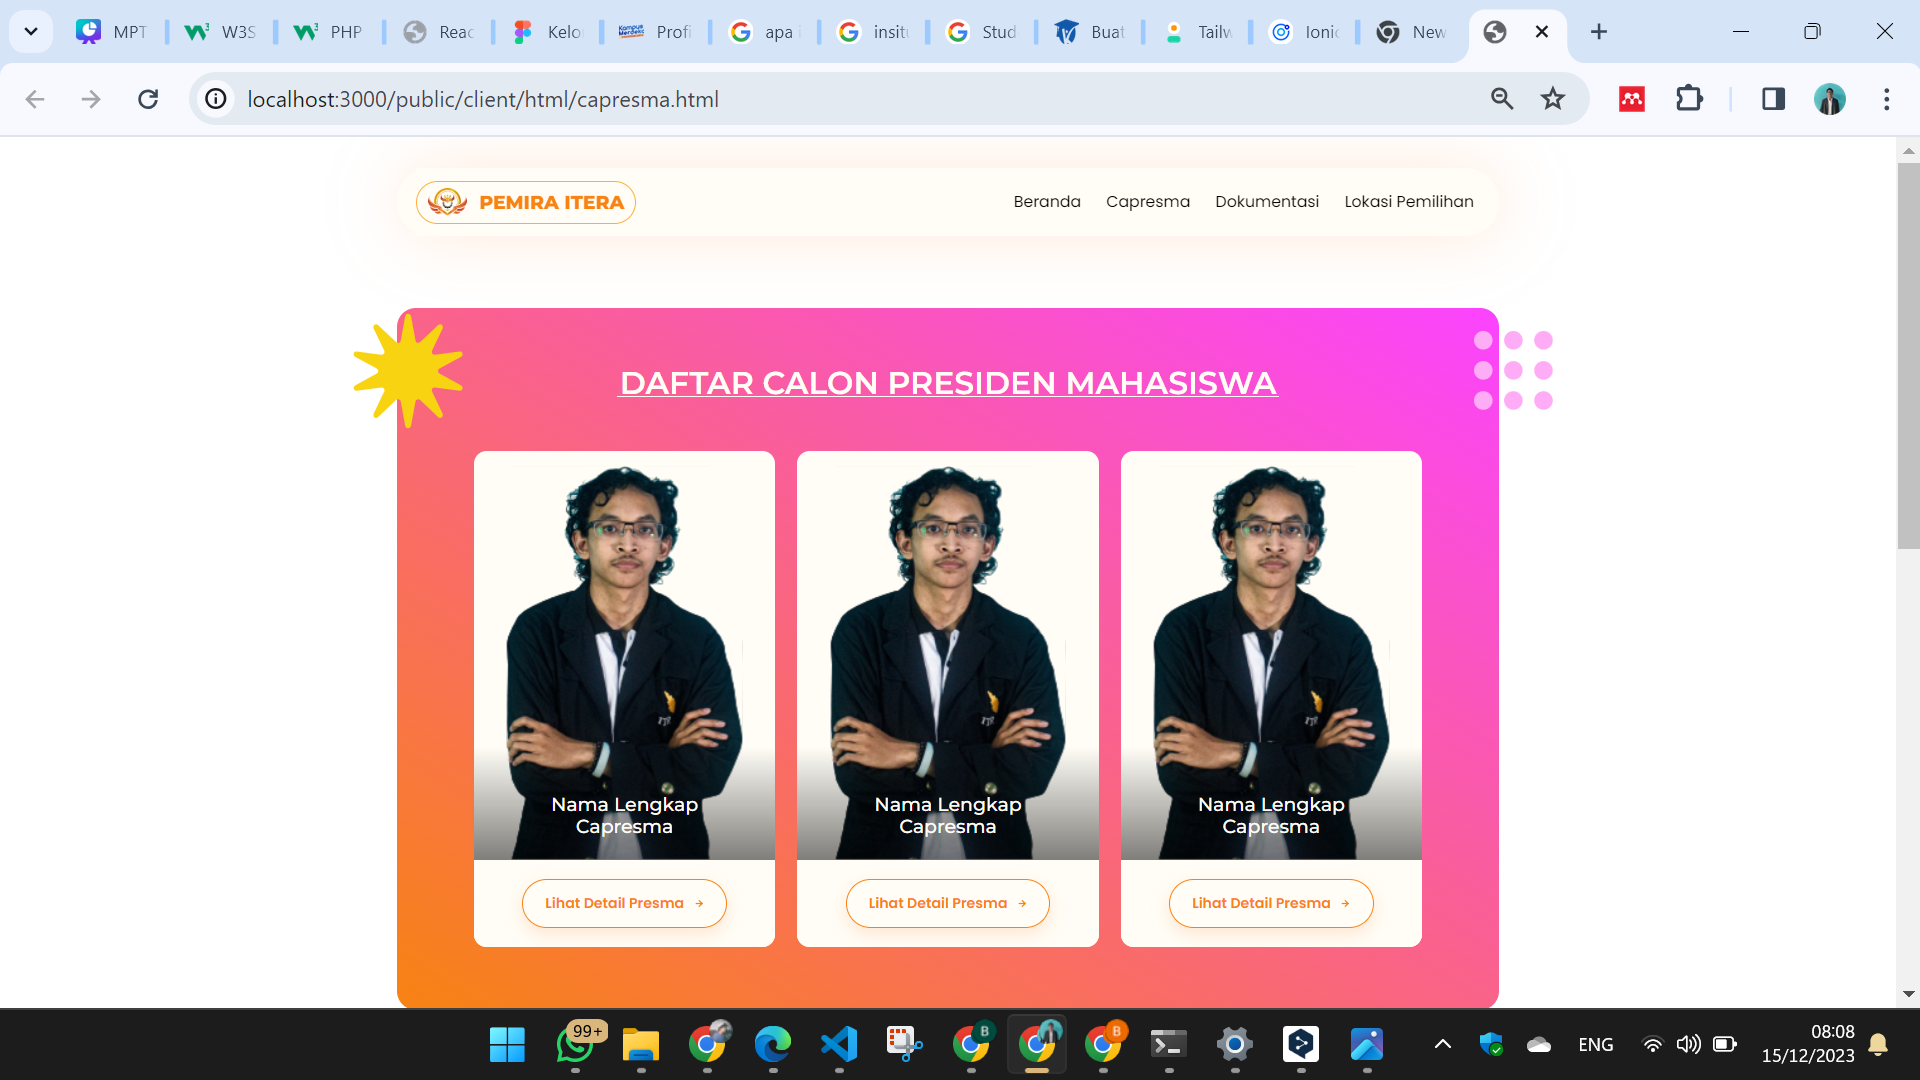 MPT
W3S
PHP
Reac
Kelo
Profi
apa
insitu
Stud
Buat
Tailw
Ionic
New
localhost:3000/public/client/html/capresma.html
PEMIRA ITERA
Beranda
Capresma
Dokumentasi
Lokasi Pemilihan
DAFTAR CALON PRESIDEN MAHASISWA
Nama Lengkap
Capresma
Lihat Detail Presma →
Nama Lengkap
Capresma
Lihat Detail Presma →
Nama Lengkap
Capresma
Lihat Detail Presma →
99+
B
B
ENG
08:08
15/12/2023